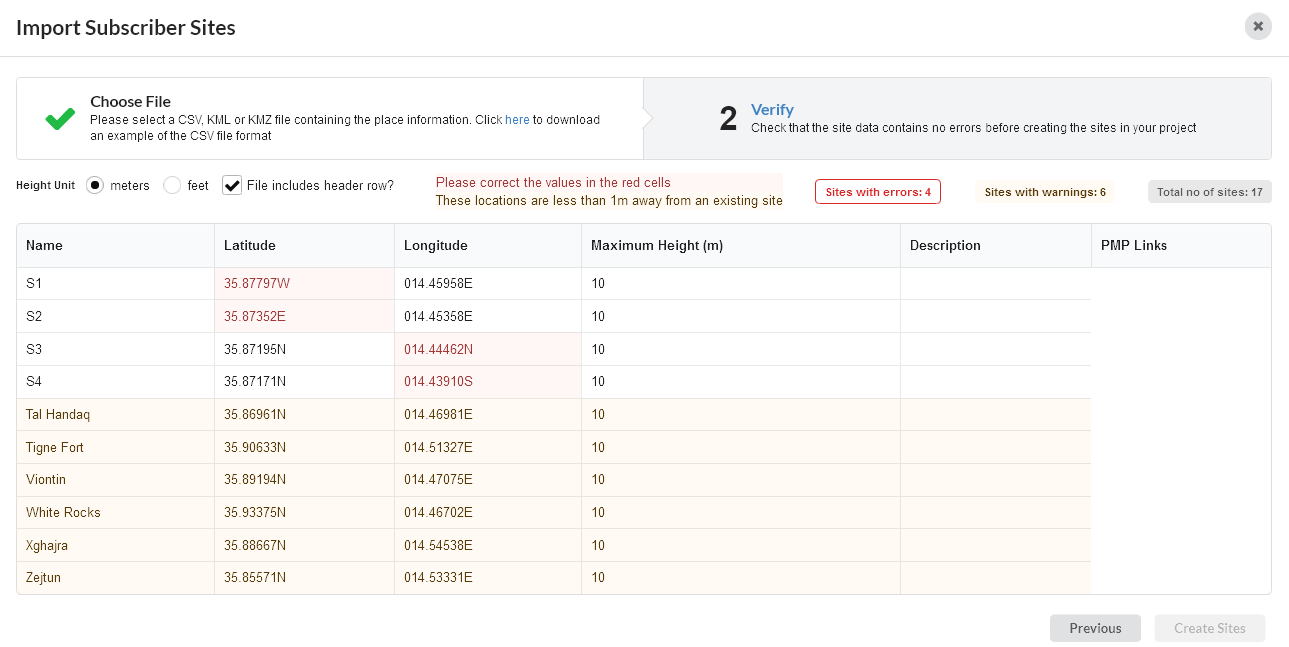 Import Subscriber Sites
Choose File
Please select a CSV, KML or KMZ file containing the place information. Click here to download
an example of the CSV file format
2
Verify
Check that the site data contains no errors before creating the sites in your project
Height Unit meters feet File includes header row?
Please correct the values in the red cells
These locations are less than 1m away from an existing site
Sites with errors: 4
Sites with warnings: 6
Total no of sites: 17
Name Latitude Longitude Maximum Height (m) Description PMP Links
S1 35.87797W 014.45958E 10
S2 35.87352E 014.45358E 10
S3 35.87195N 014.44462N 10
S4 35.87171N 014.43910S 10
Tal Handaq 35.86961N 014.46981E 10
Tigne Fort 35.90633N 014.51327E 10
Viontin 35.89194N 014.47075E 10
White Rocks 35.93375N 014.46702E 10
Xghajra 35.88667N 014.54538E 10
Zejtun 35.85571N 014.53331E 10
Previous Create Sites